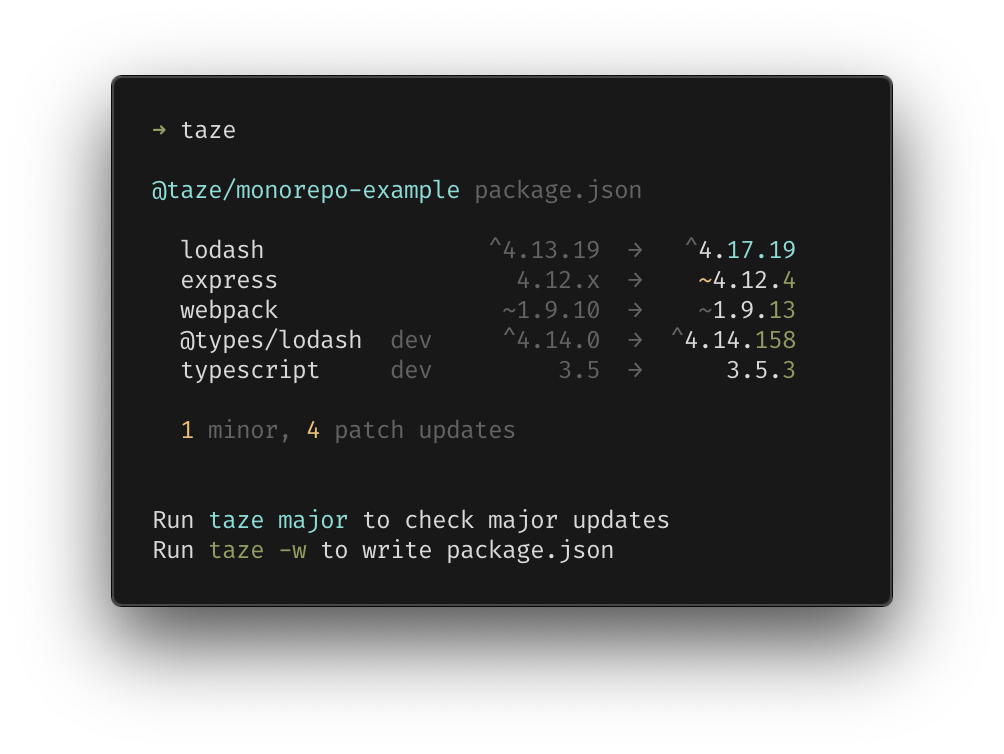 ➜ taze
@taze/monorepo-example package.json
lodash ^4.13.19 → ^4.17.19
express 4.12.x → ~4.12.4
webpack ~1.9.10 → ~1.9.13
@types/lodash dev ^4.14.0 → ^4.14.158
typescript dev 3.5 → 3.5.3
1 minor, 4 patch updates
Run taze major to check major updates
Run taze -w to write package.json